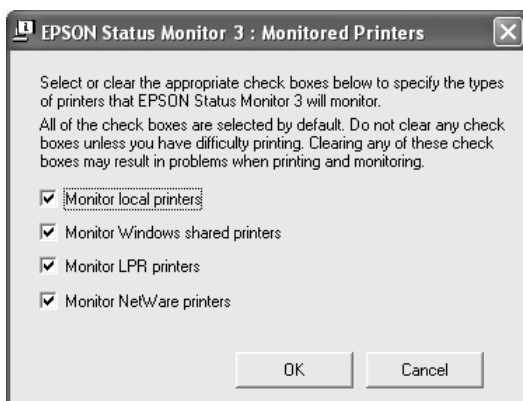 EPSON Status Monitor 3 : Monitored Printers
Select or clear the appropriate check boxes below to specify the types
of printers that EPSON Status Monitor 3 will monitor.
All of the check boxes are selected by default. Do not clear any check
boxes unless you have difficulty printing. Clearing any of these check
boxes may result in problems when printing and monitoring.
Monitor local printers
Monitor Windows shared printers
Monitor LPR printers
Monitor NetWare printers
OK Cancel